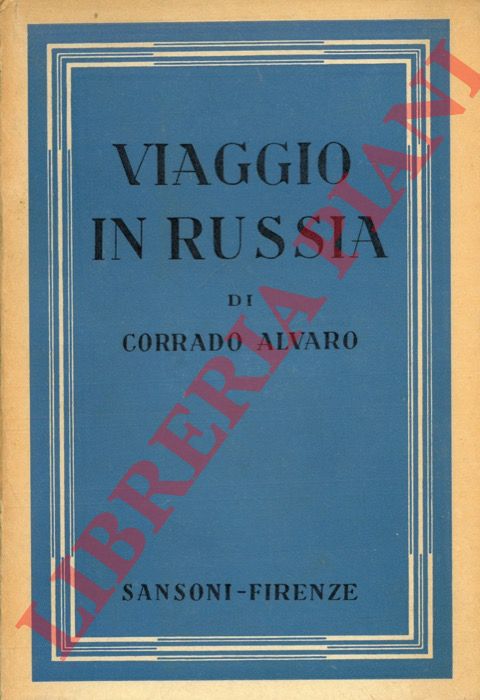 VIAGGIO
IN RUSSIA
DI
CORRADO ALVARO
SANSONI-FIRENZE
LIBRERIA PIANI